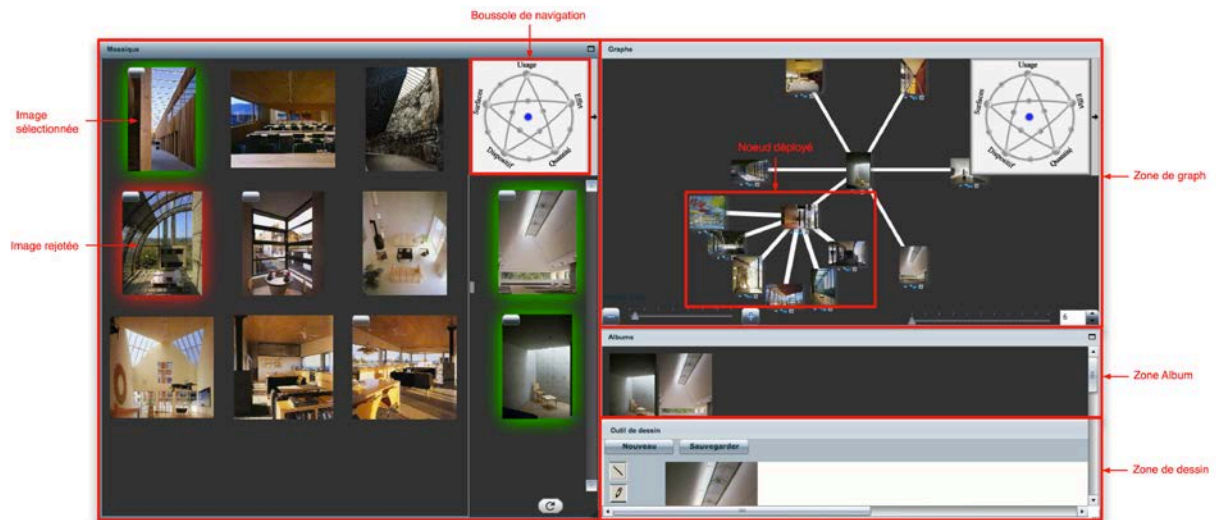 Boussole de navigation
Mosaïque
Graphe
Usage
Effet
Quantité
Dispositif
Surfaces
Usage
Effet
Quantité
Dispositif
Surfaces
Image
sélectionnée
Noeud déployé
Zone de graph
Image rejetée
6
Albums
Zone Album
Outil de dessin
Nouveau
Sauvegarder
Zone de dessin